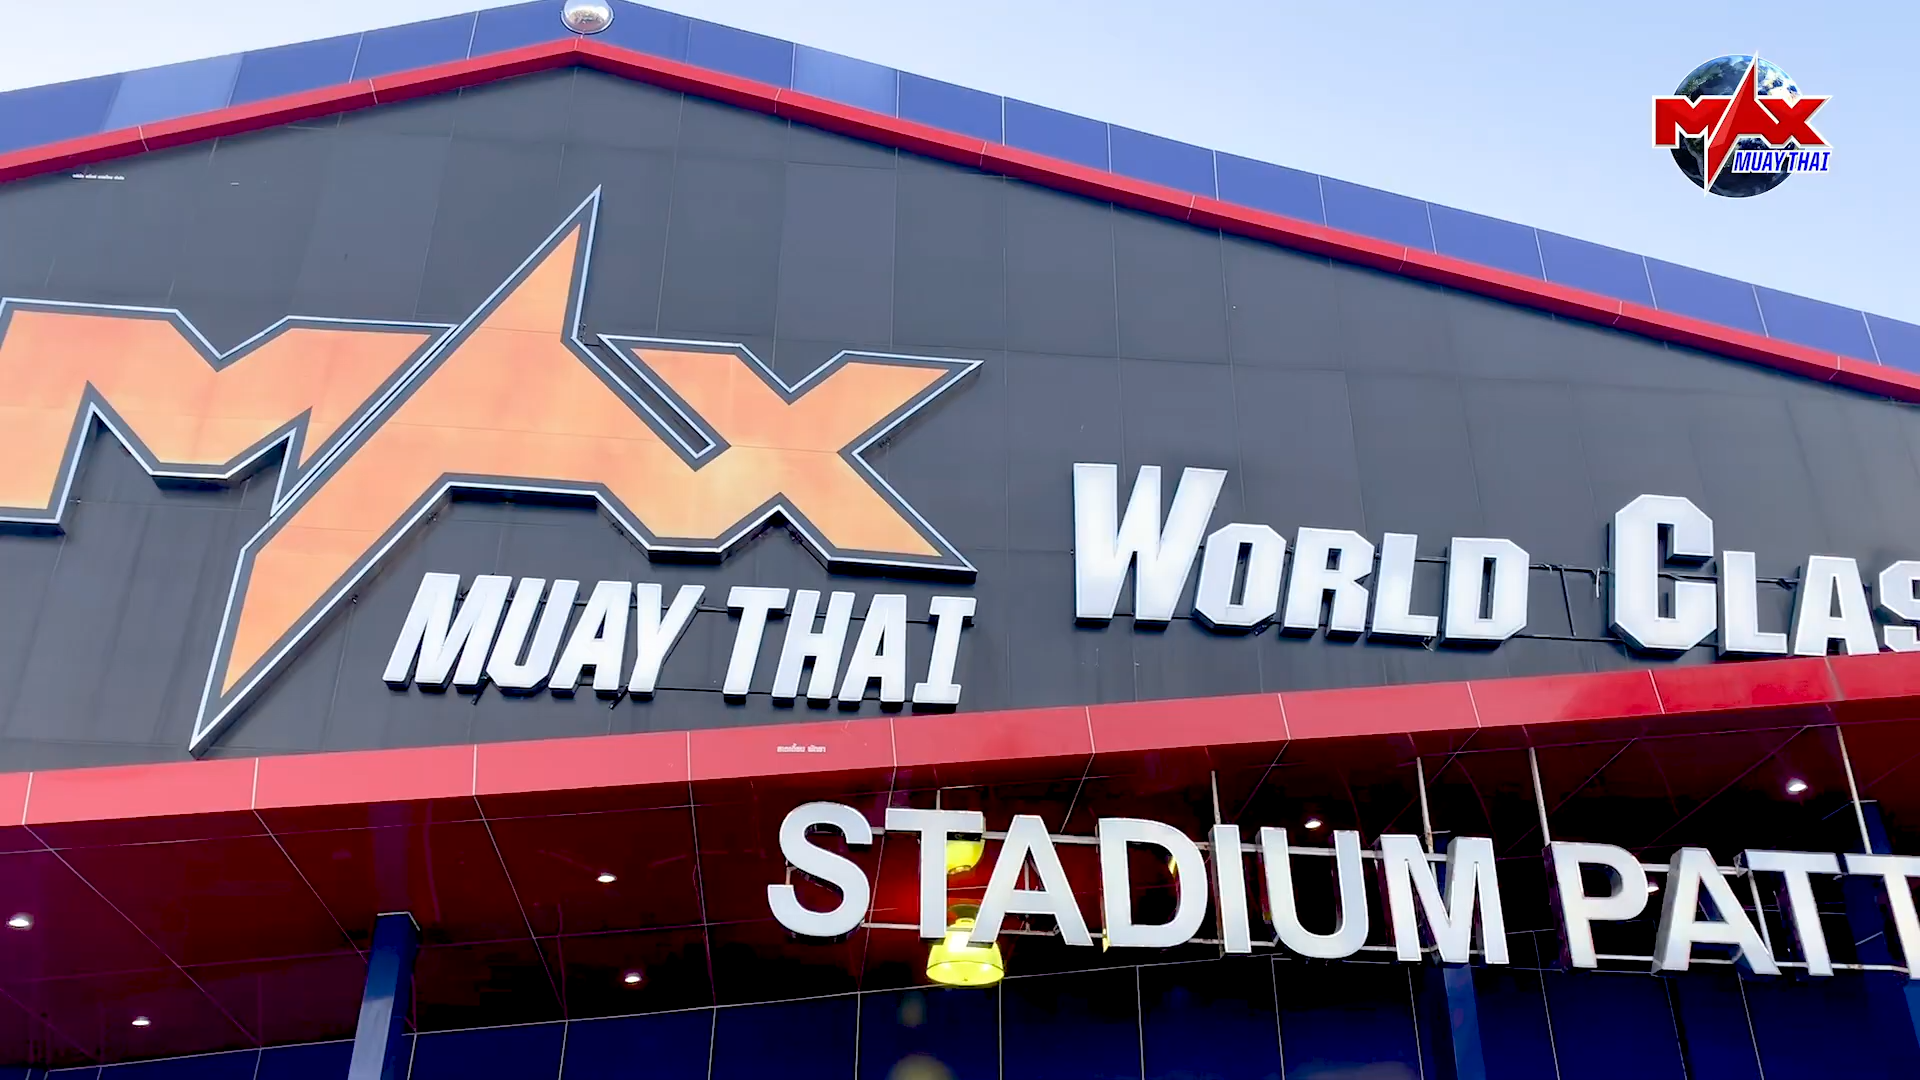 MAX
MUAY THAI
MAX
MUAY THAI
WORLD CLAS
STADIUM PATT